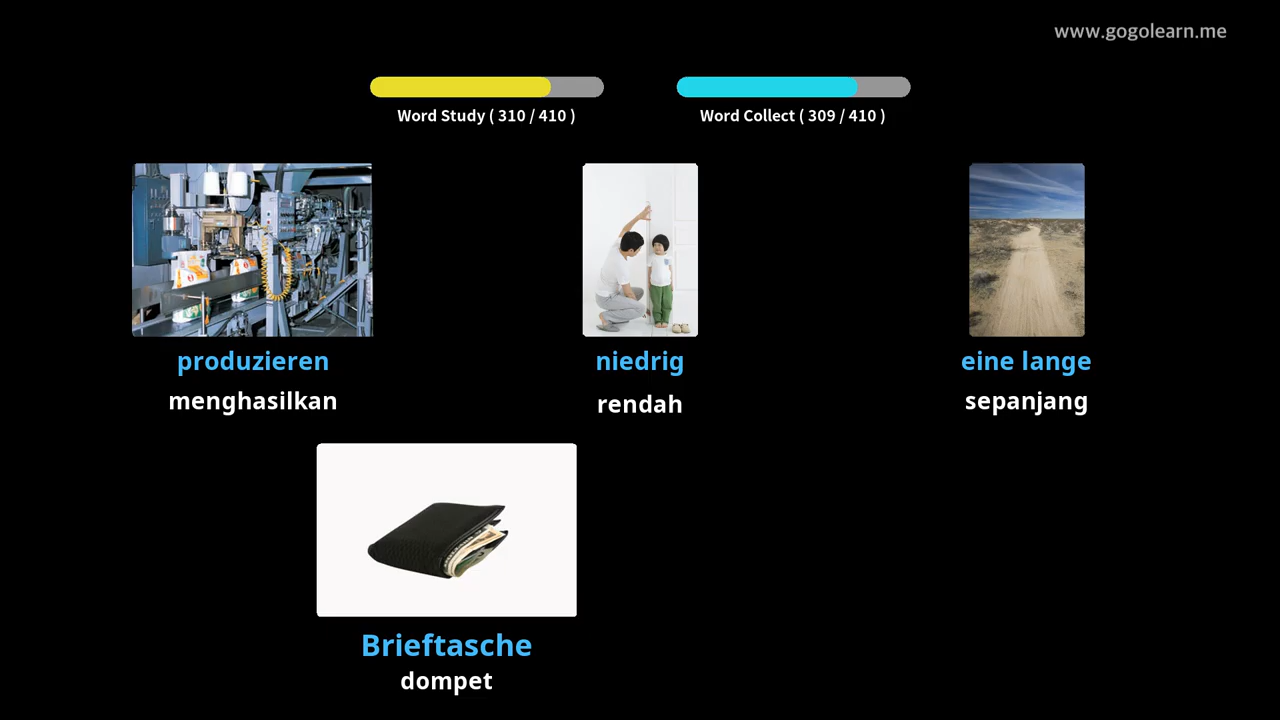 www.gogolearn.me
Word Study ( 310 / 410 )
Word Collect ( 309 / 410 )
produzieren
menghasilkan
niedrig
rendah
eine lange
sepanjang
Brieftasche
dompet